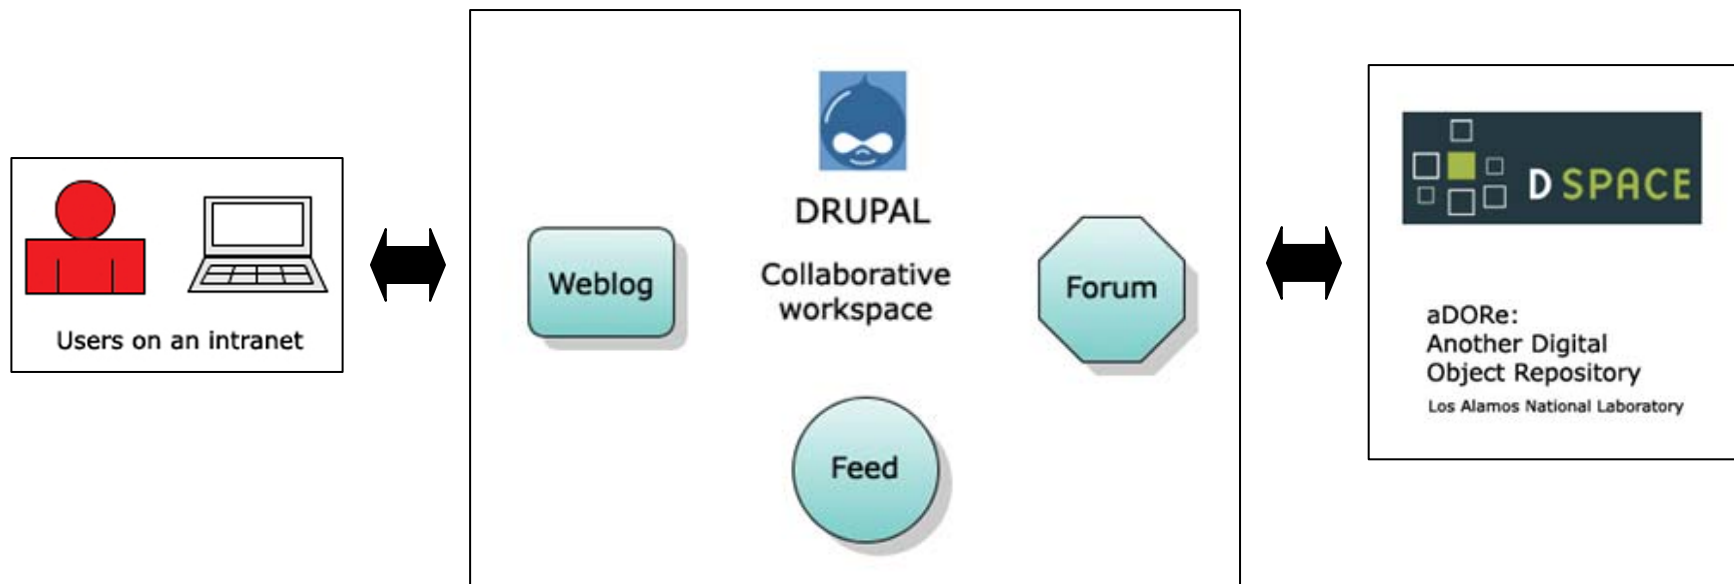 Users on an intranet
DRUPAL
Collaborative
workspace
Weblog
Forum
Feed
D SPACE
aDORe:
Another Digital
Object Repository
Los Alamos National Laboratory